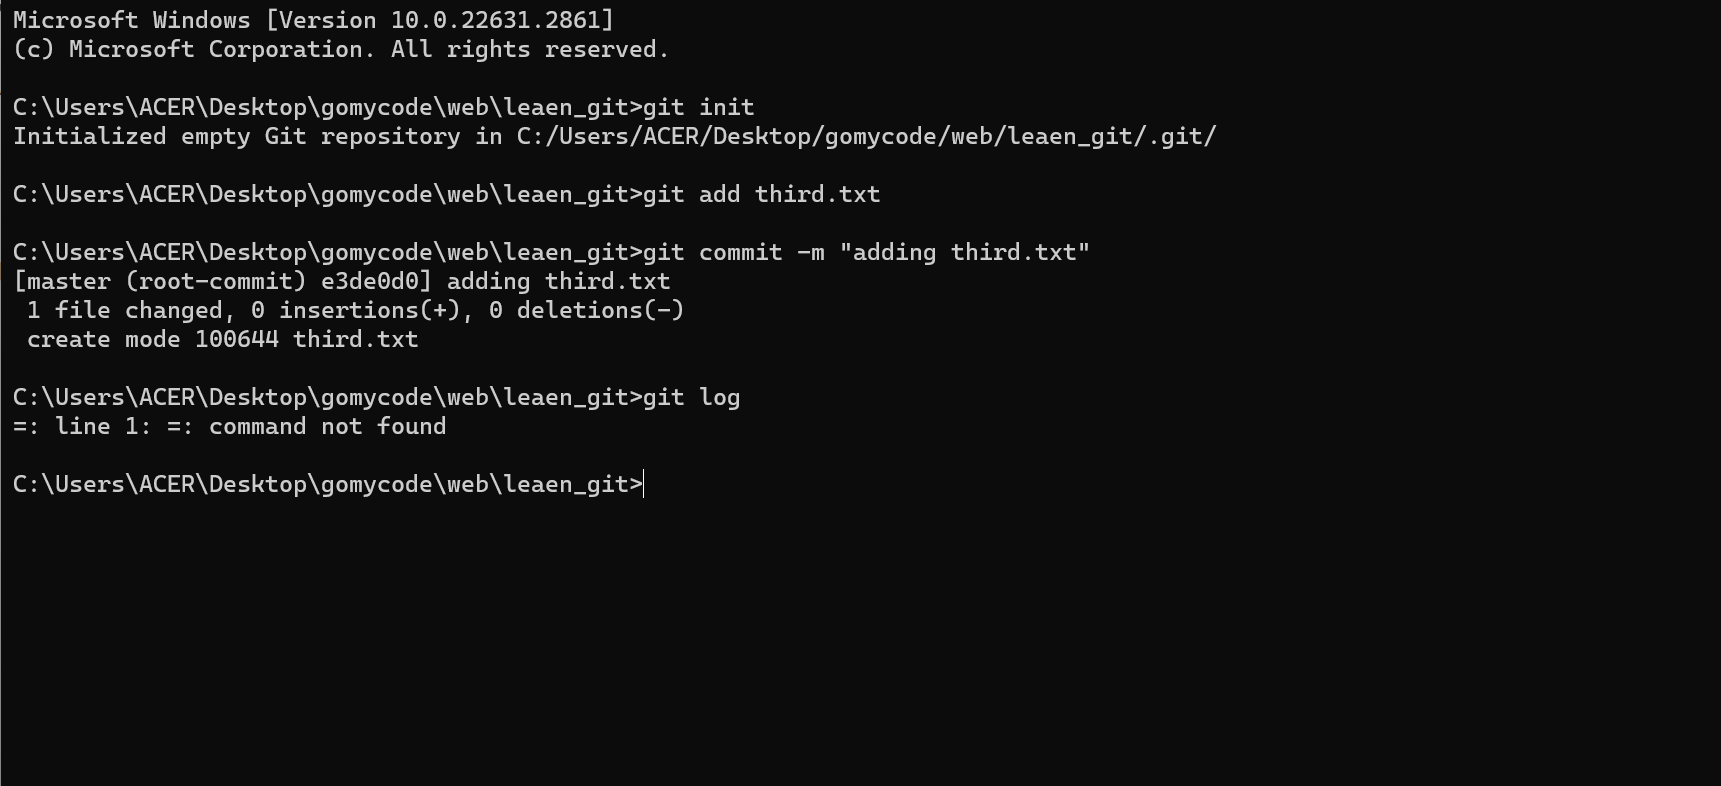 Microsoft Windows [Version 10.0.22631.2861]
(c) Microsoft Corporation. All rights reserved.
C:\Users\ACER\Desktop\gomycode\web\leaen_git>git init
Initialized empty Git repository in C:/Users/ACER/Desktop/gomycode/web/leaen_git/.git/
C:\Users\ACER\Desktop\gomycode\web\leaen_git>git add third.txt
C:\Users\ACER\Desktop\gomycode\web\leaen_git>git commit -m "adding third.txt"
[master (root-commit) e3de0d0] adding third.txt
 1 file changed, 0 insertions(+), 0 deletions(-)
 create mode 100644 third.txt
C:\Users\ACER\Desktop\gomycode\web\leaen_git>git log
=: line 1: =: command not found
C:\Users\ACER\Desktop\gomycode\web\leaen_git>